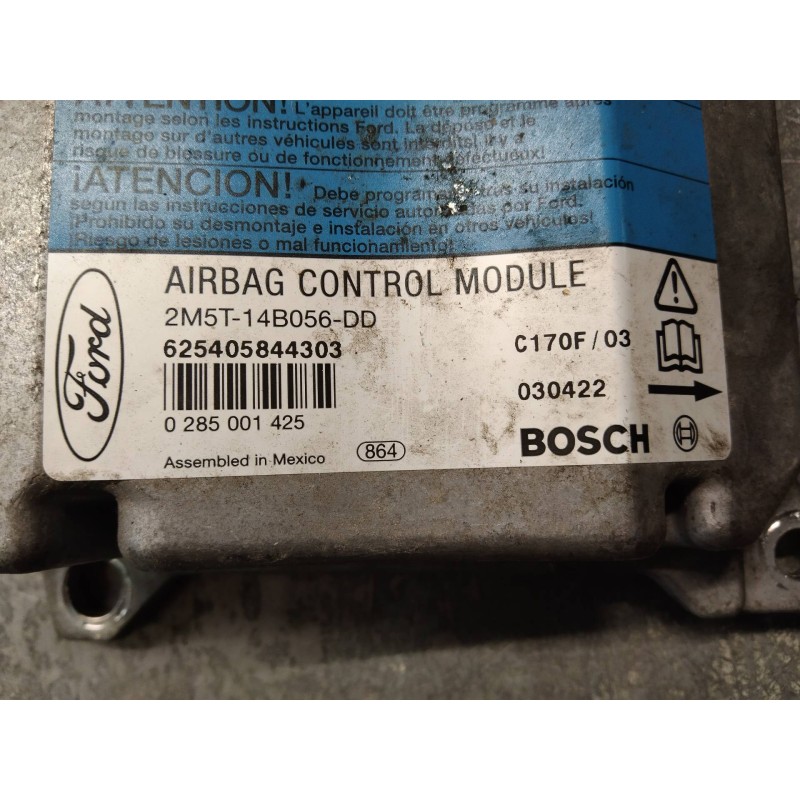 ¡ATTENTION! L'appareil doit être programmé après
montage selon les instructions Ford. La dépose et le
montage sur d'autres véhicules sont interdits! Il y a
risque de blessure ou de fonctionnement défectueux!
¡ATENCION! Debe programarse tras su instalación
segun las instrucciones de servicio autorizadas por Ford.
¡Prohibido su desmontaje e instalación en otros vehículos!
¡Riesgo de lesiones o mal funcionamiento!
Ford
AIRBAG CONTROL MODULE
2M5T-14B056-DD
625405844303
C170F/03
030422
0 285 001 425
Assembled in Mexico
864
BOSCH